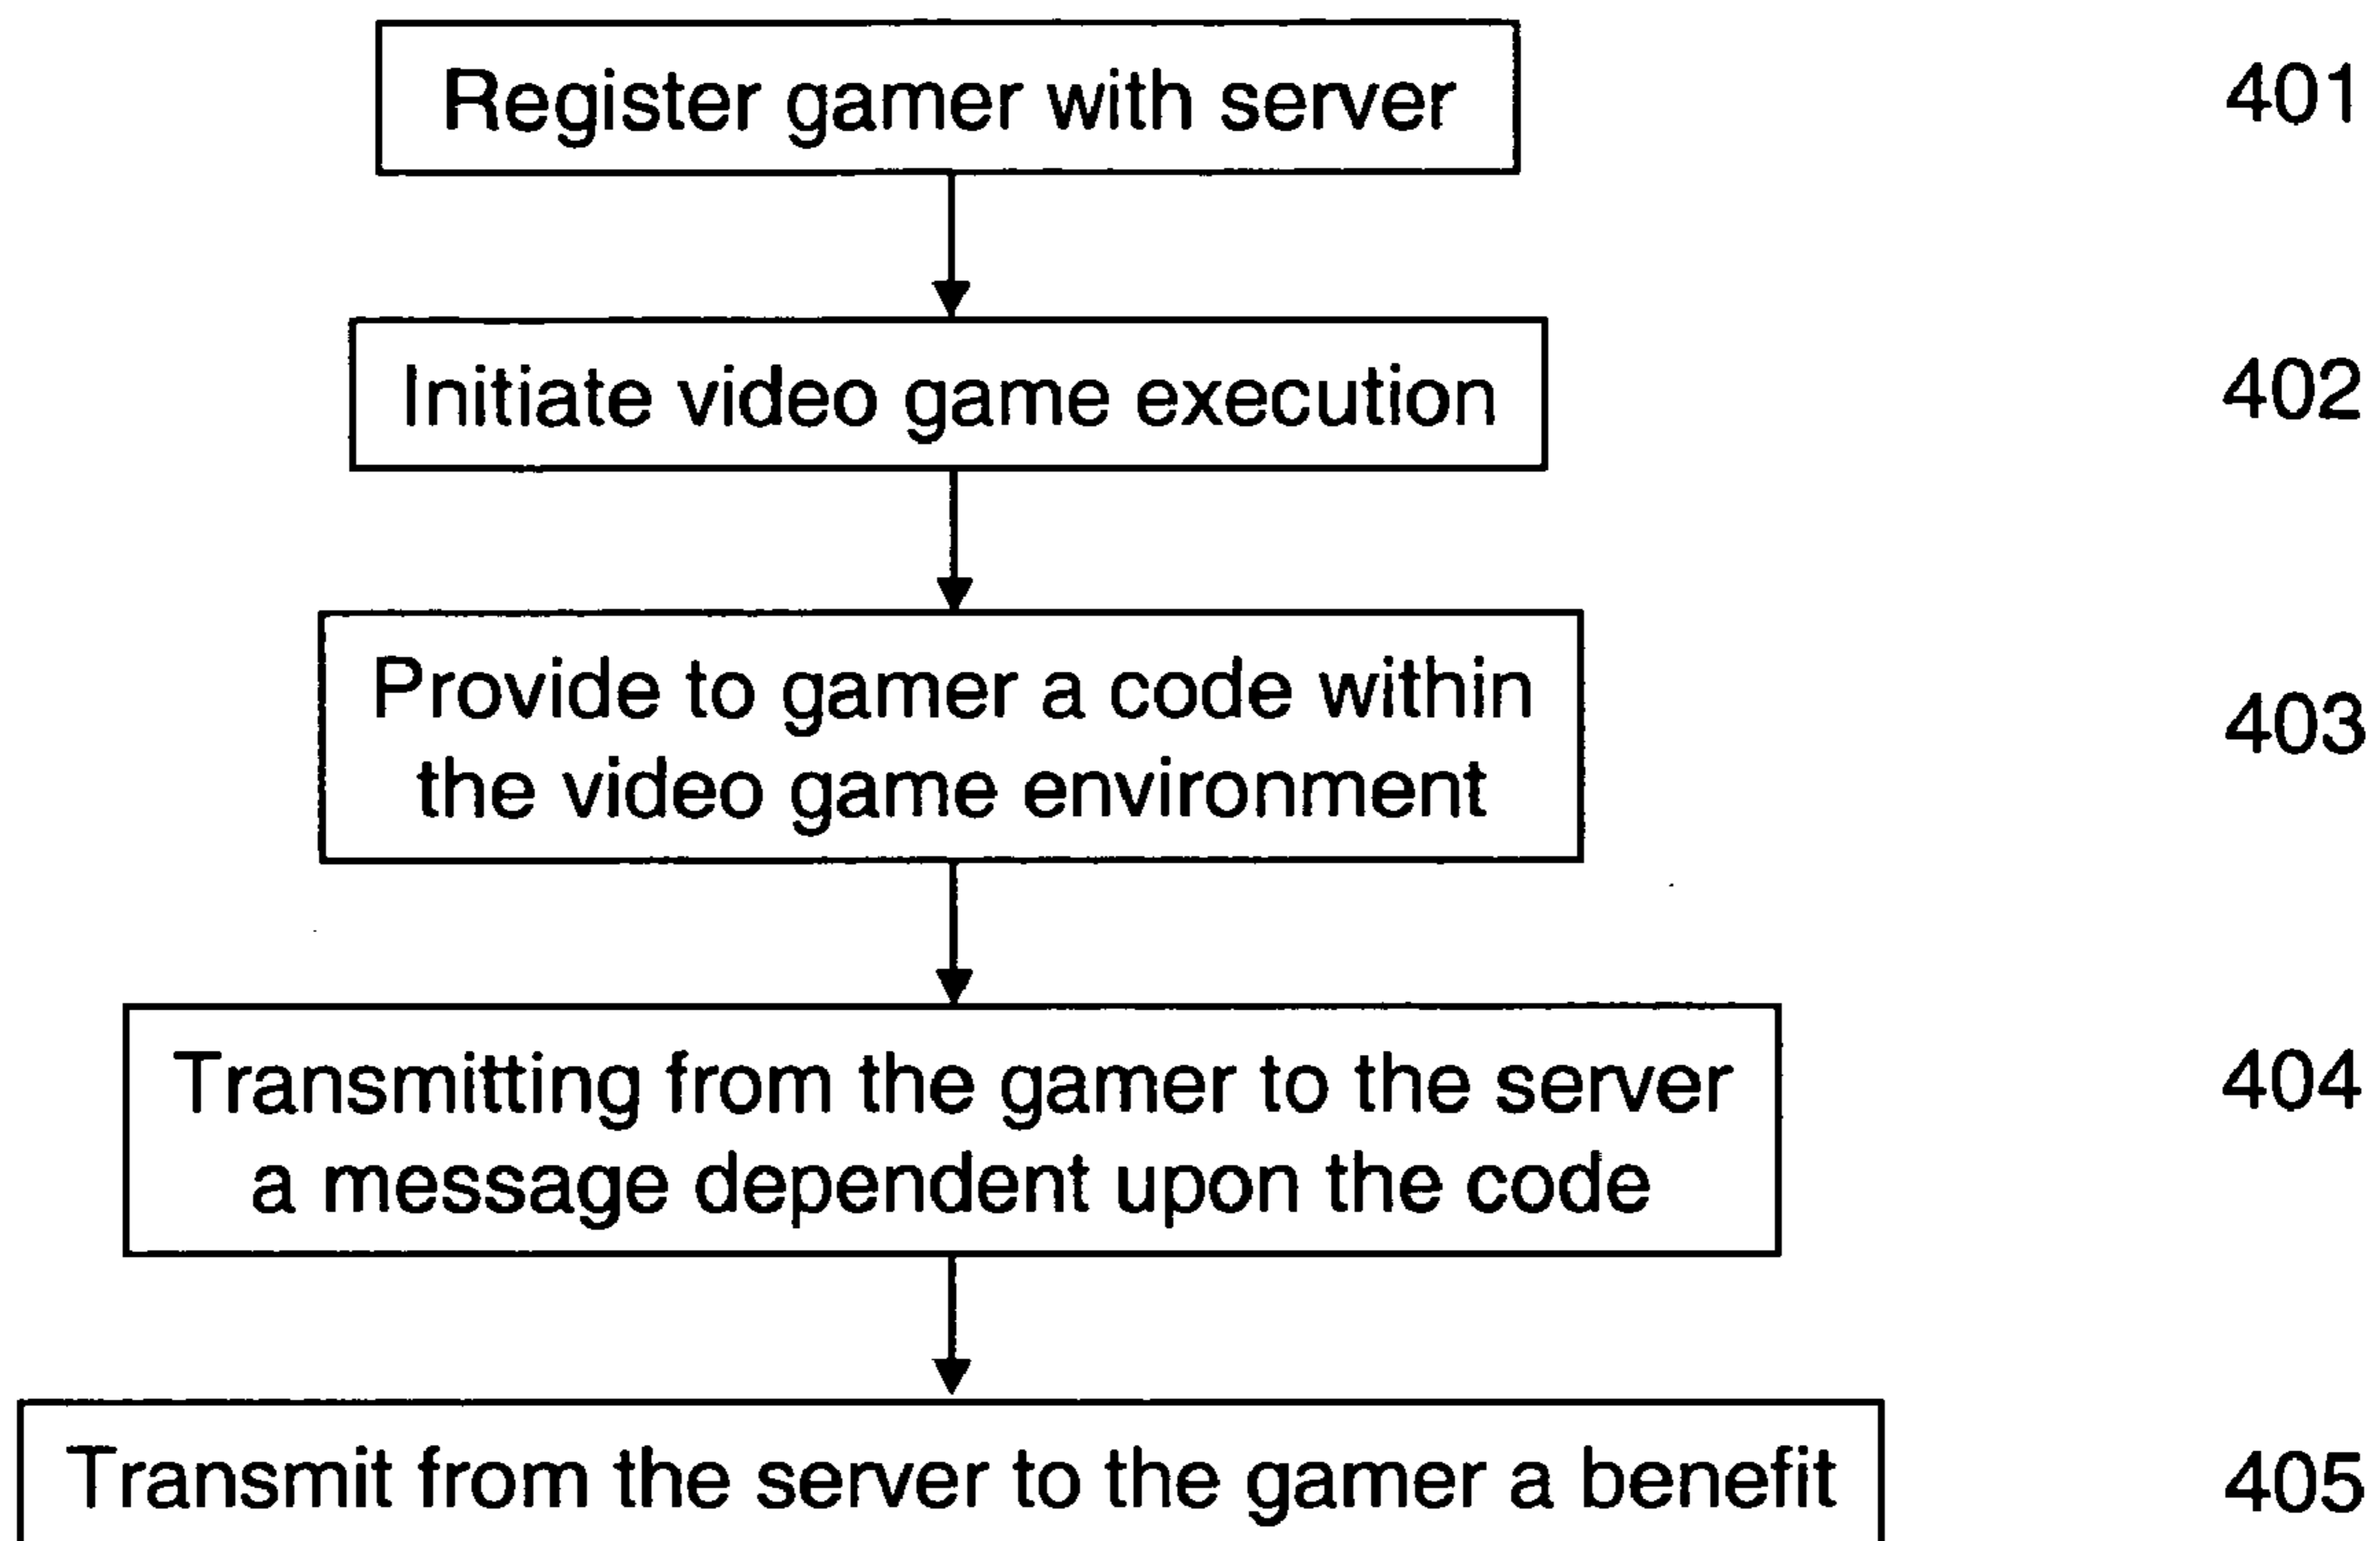 Register gamer with server
401
Initiate video game execution
402
Provide to gamer a code within
the video game environment
403
Transmitting from the gamer to the server
a message dependent upon the code
404
Transmit from the server to the gamer a benefit
405